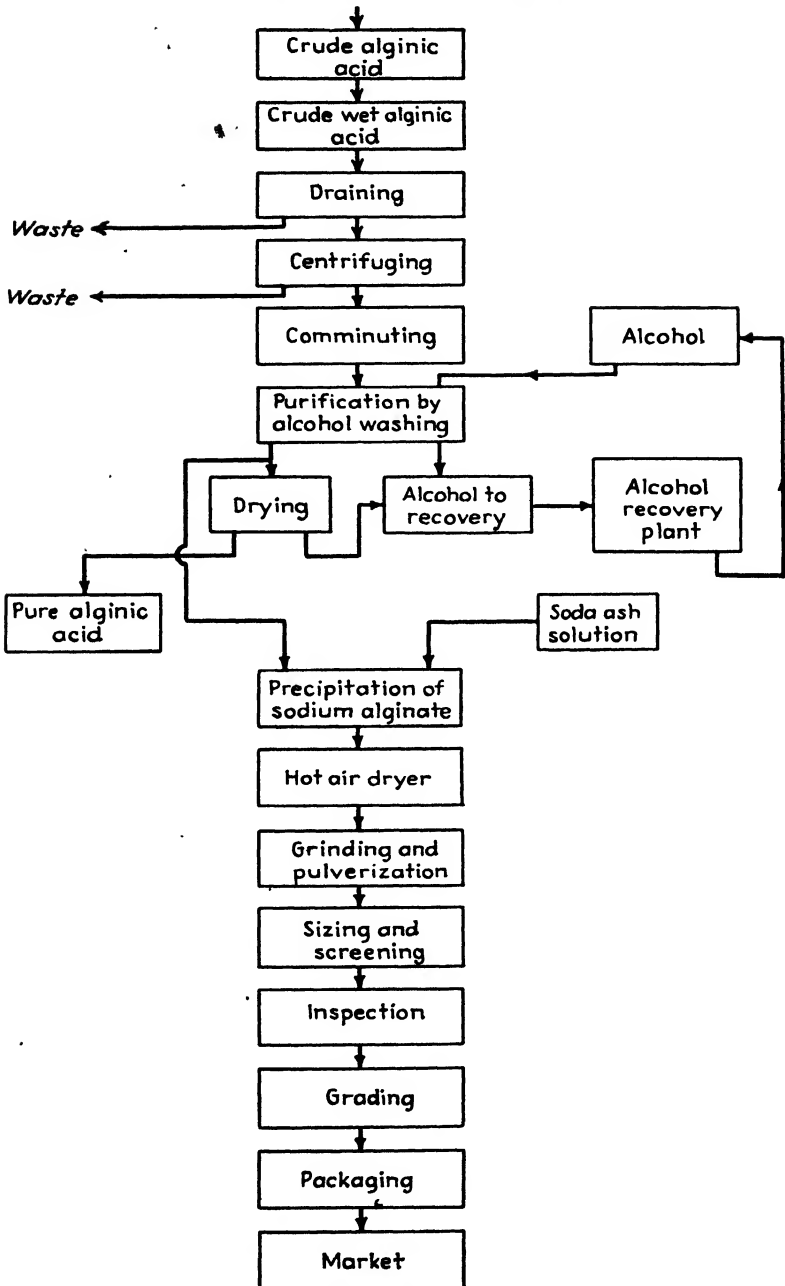 Crude alginic
acid
Crude wet alginic
acid
Draining
Waste
Centrifuging
Waste
Comminuting
Alcohol
Purification by
alcohol washing
Drying
Alcohol to
recovery
Alcohol
recovery
plant
Pure alginic
acid
Soda ash
solution
Precipitation of
sodium alginate
Hot air dryer
Grinding and
pulverization
Sizing and
screening
Inspection
Grading
Packaging
Market